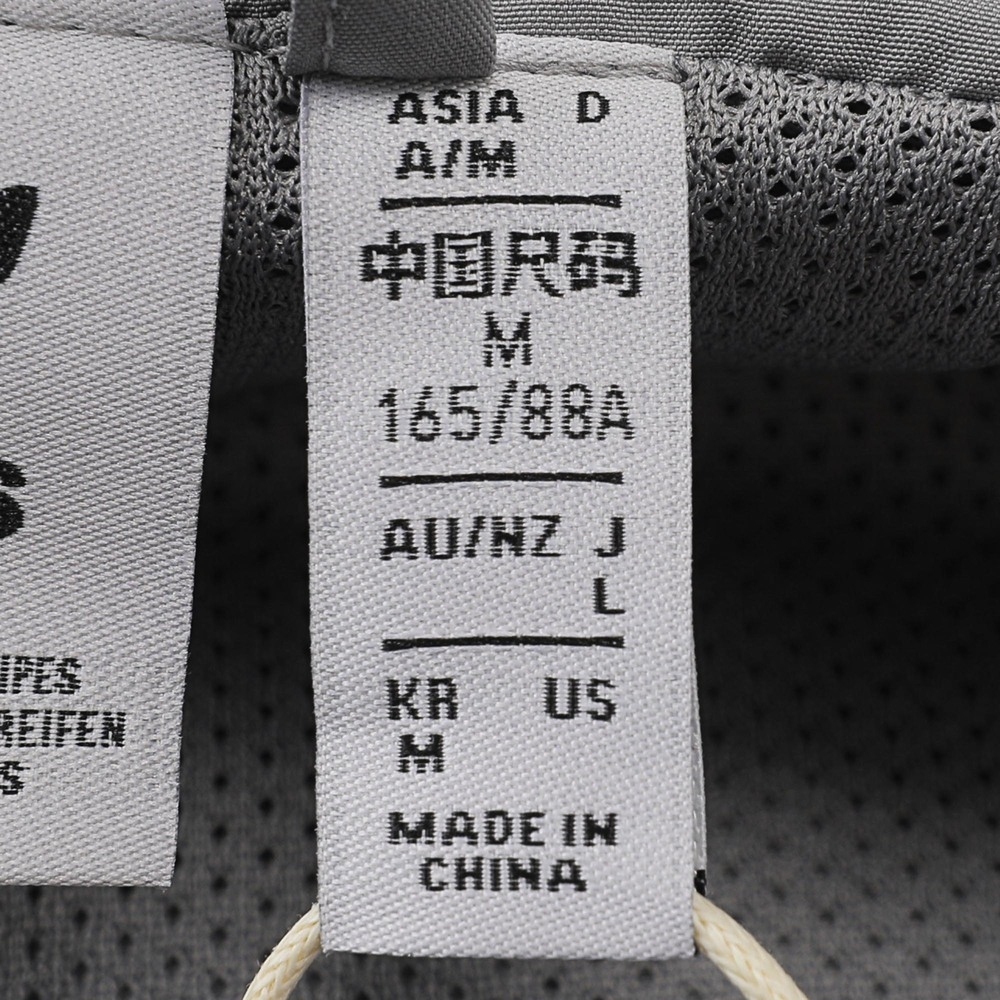 ASIA D
A/M
中国尺码
M
165/88A
AU/NZ J
L
KR US
M
MADE IN
CHINA
IPES
REIFEN
S